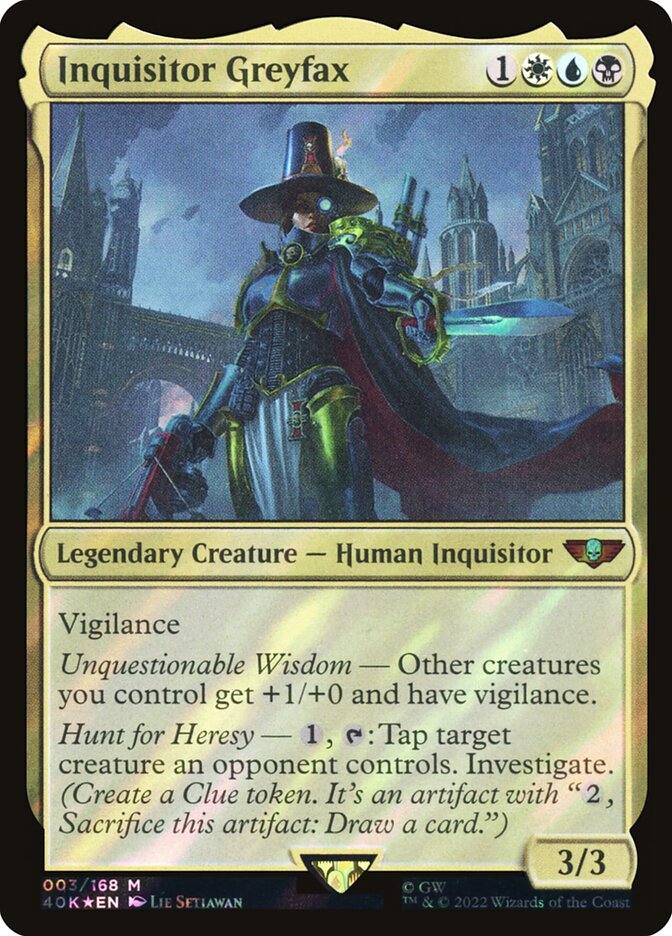 Inquisitor Greyfax 1
Legendary Creature — Human Inquisitor
Vigilance
Unquestionable Wisdom — Other creatures
you control get +1/+0 and have vigilance.
Hunt for Heresy — 1, : Tap target
creature an opponent controls. Investigate.
(Create a Clue token. It's an artifact with “2,
Sacrifice this artifact: Draw a card.”)
3/3
003/168 M
40K★EN Lie Setiawan
© GW
™ & © 2022 Wizards of the Coast